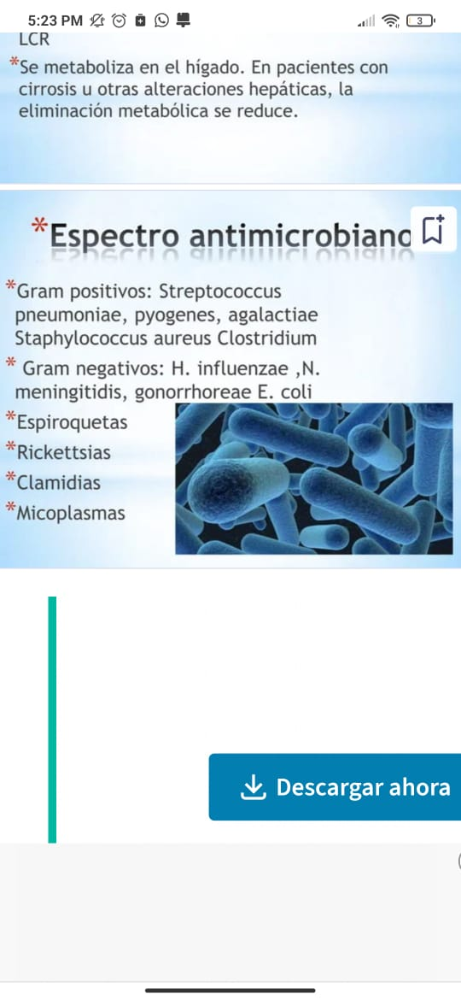 5:23 PM
3
LCR
*Se metaboliza en el hígado. En pacientes con
cirrosis u otras alteraciones hepáticas, la
eliminación metabólica se reduce.
*Espectro antimicrobiano
*Gram positivos: Streptococcus
pneumoniae, pyogenes, agalactiae
Staphylococcus aureus Clostridium
* Gram negativos: H. influenzae ,N.
meningitidis, gonorrhoreae E. coli
*Espiroquetas
*Rickettsias
*Clamidias
*Micoplasmas
Descargar ahora